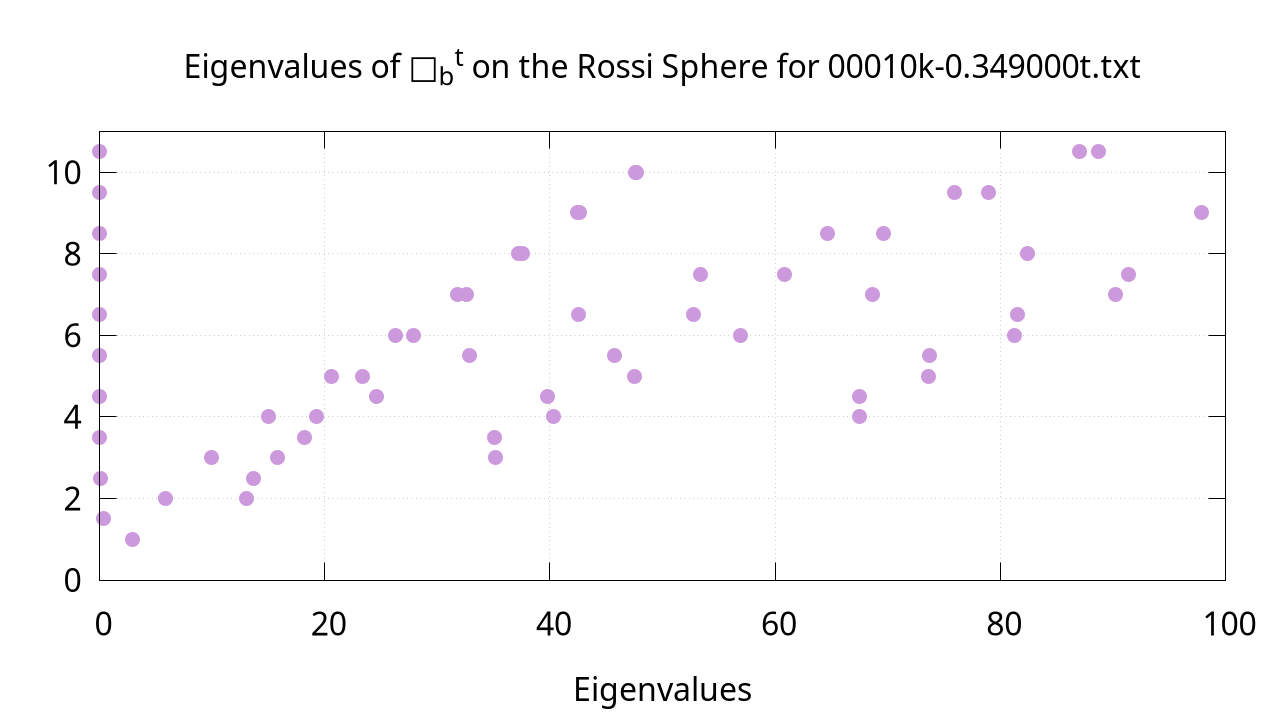 Eigenvalues of □bᵗ on the Rossi Sphere for 00010k-0.349000t.txt
10
8
6
4
2
0
0 20 40 60 80 100
Eigenvalues